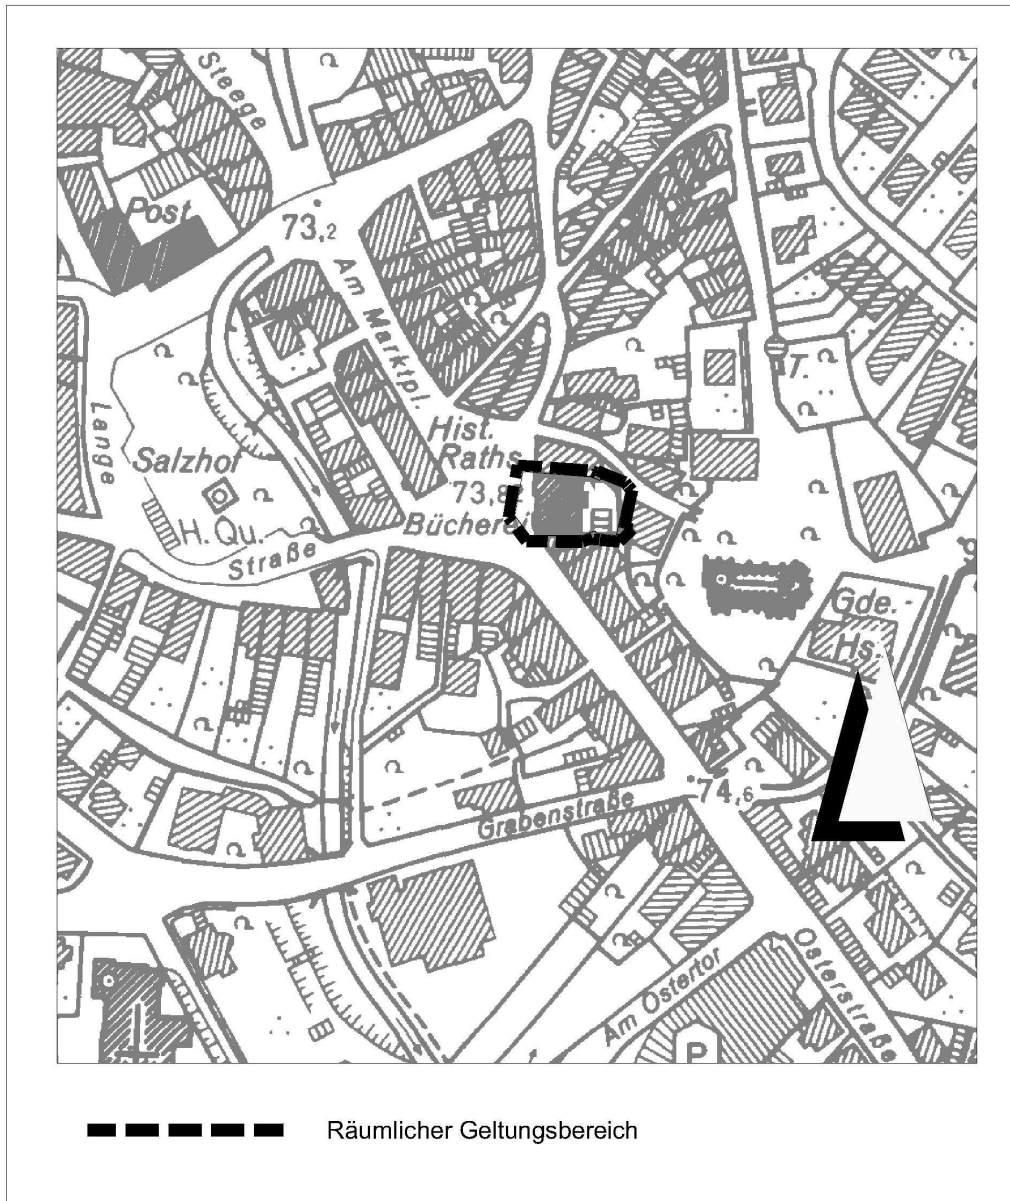 Steege
Post
73,2
Am Marktpl.
Lange
Salzhof
H. Qu.
Straße
Hist.
Raths
73,8
Bücherei
T.
Gde.-
Hs.
74,6
Grabenstraße
Am Ostertor
Osterstraße
P
Räumlicher Geltungsbereich